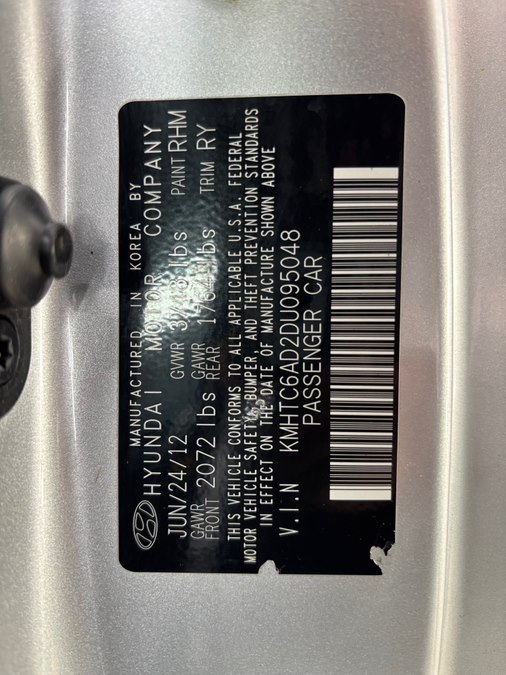 MANUFACTURED IN KOREA BY
HYUNDAI MOTOR COMPANY
JUN/24/12 GVWR lbs PAINT RHM
GAWR FRONT 2072 lbs GAWR REAR lbs TRIM RY
THIS VEHICLE CONFORMS TO ALL APPLICABLE U.S.A. FEDERAL
MOTOR VEHICLE SAFETY, BUMPER, AND THEFT PREVENTION STANDARDS
IN EFFECT ON THE DATE OF MANUFACTURE SHOWN ABOVE
V.I.N KMHTC6AD2DU095048
PASSENGER CAR